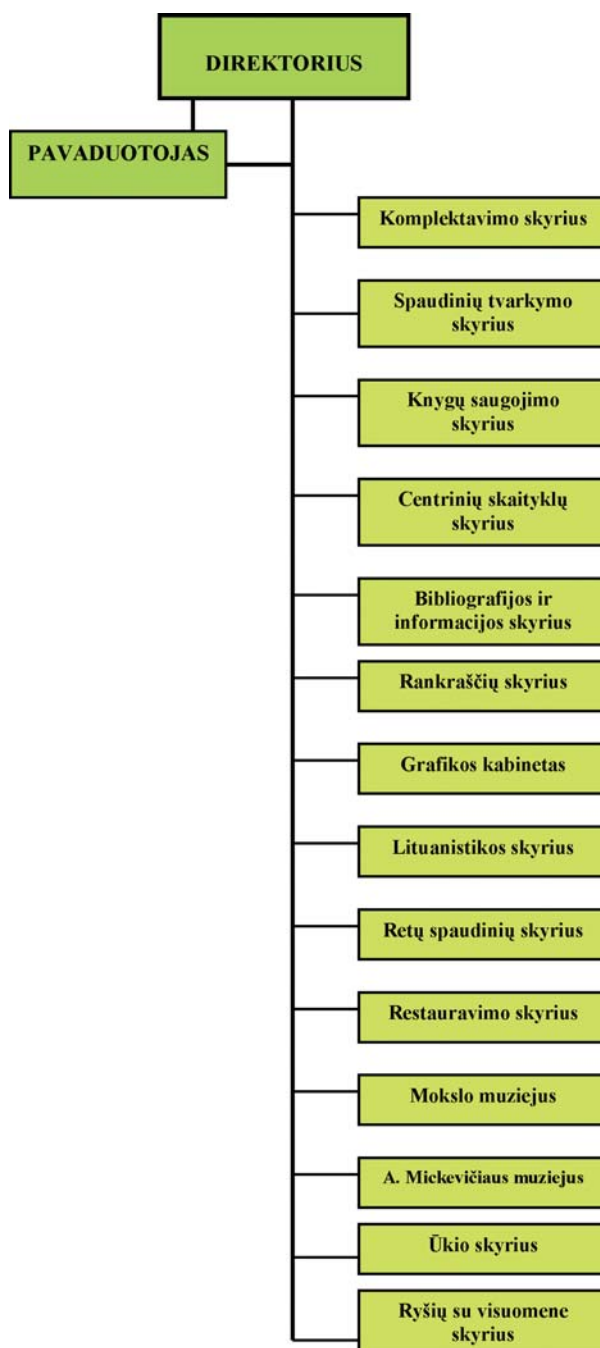 DIREKTORIUS
PAVADUOTOJAS
Komplektavimo skyrius
Spaudinių tvarkymo
skyrius
Knygų saugojimo
skyrius
Centrinių skaityklų
skyrius
Bibliografijos ir
informacijos skyrius
Rankraščių skyrius
Grafikos kabinetas
Lituanistikos skyrius
Retų spaudinių skyrius
Restauravimo skyrius
Mokslo muziejus
A. Mickevičiaus muziejus
Ūkio skyrius
Ryšių su visuomene
skyrius